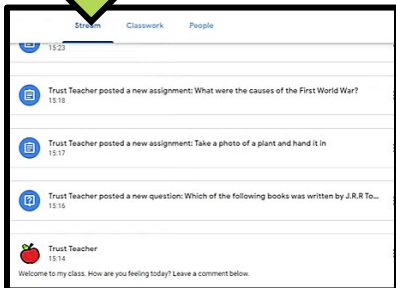 Stream Classwork People
15:23
Trust Teacher posted a new assignment: What were the causes of the First World War?
15:18
Trust Teacher posted a new assignment: Take a photo of a plant and hand it in
15:17
Trust Teacher posted a new question: Which of the following books was written by J.R.R To...
15:16
Trust Teacher
15:14
Welcome to my class. How are you feeling today? Leave a comment below.